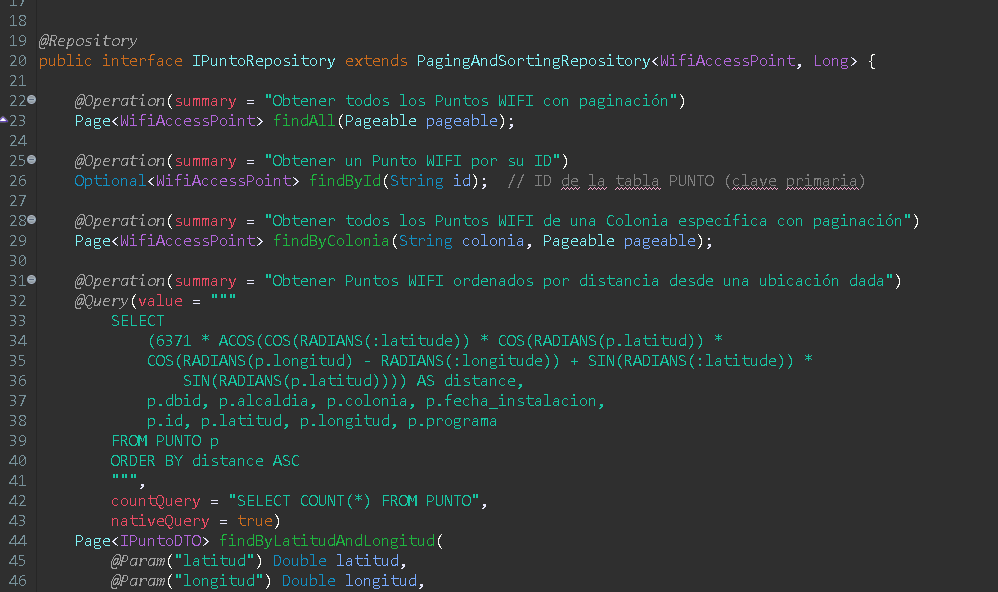 17
18
19 @Repository
20 public interface IPuntoRepository extends PagingAndSortingRepository<WifiAccessPoint, Long> {
21
22 @Operation(summary = "Obtener todos los Puntos WIFI con paginación")
23 Page<WifiAccessPoint> findAll(Pageable pageable);
24
25 @Operation(summary = "Obtener un Punto WIFI por su ID")
26 Optional<WifiAccessPoint> findById(String id);  // ID de la tabla PUNTO (clave primaria)
27
28 @Operation(summary = "Obtener todos los Puntos WIFI de una Colonia específica con paginación")
29 Page<WifiAccessPoint> findByColonia(String colonia, Pageable pageable);
30
31 @Operation(summary = "Obtener Puntos WIFI ordenados por distancia desde una ubicación dada")
32 @Query(value = """
33 SELECT
34 (6371 * ACOS(COS(RADIANS(:latitude)) * COS(RADIANS(p.latitud)) *
35 COS(RADIANS(p.longitud) - RADIANS(:longitude)) + SIN(RADIANS(:latitude)) *
36 SIN(RADIANS(p.latitud)))) AS distance,
37 p.dbid, p.alcaldia, p.colonia, p.fecha_instalacion,
38 p.id, p.latitud, p.longitud, p.programa
39 FROM PUNTO p
40 ORDER BY distance ASC
41 """,
42 countQuery = "SELECT COUNT(*) FROM PUNTO",
43 nativeQuery = true)
44 Page<IPuntoDTO> findByLatitudAndLongitud(
45 @Param("latitud") Double latitud,
46 @Param("longitud") Double longitud,